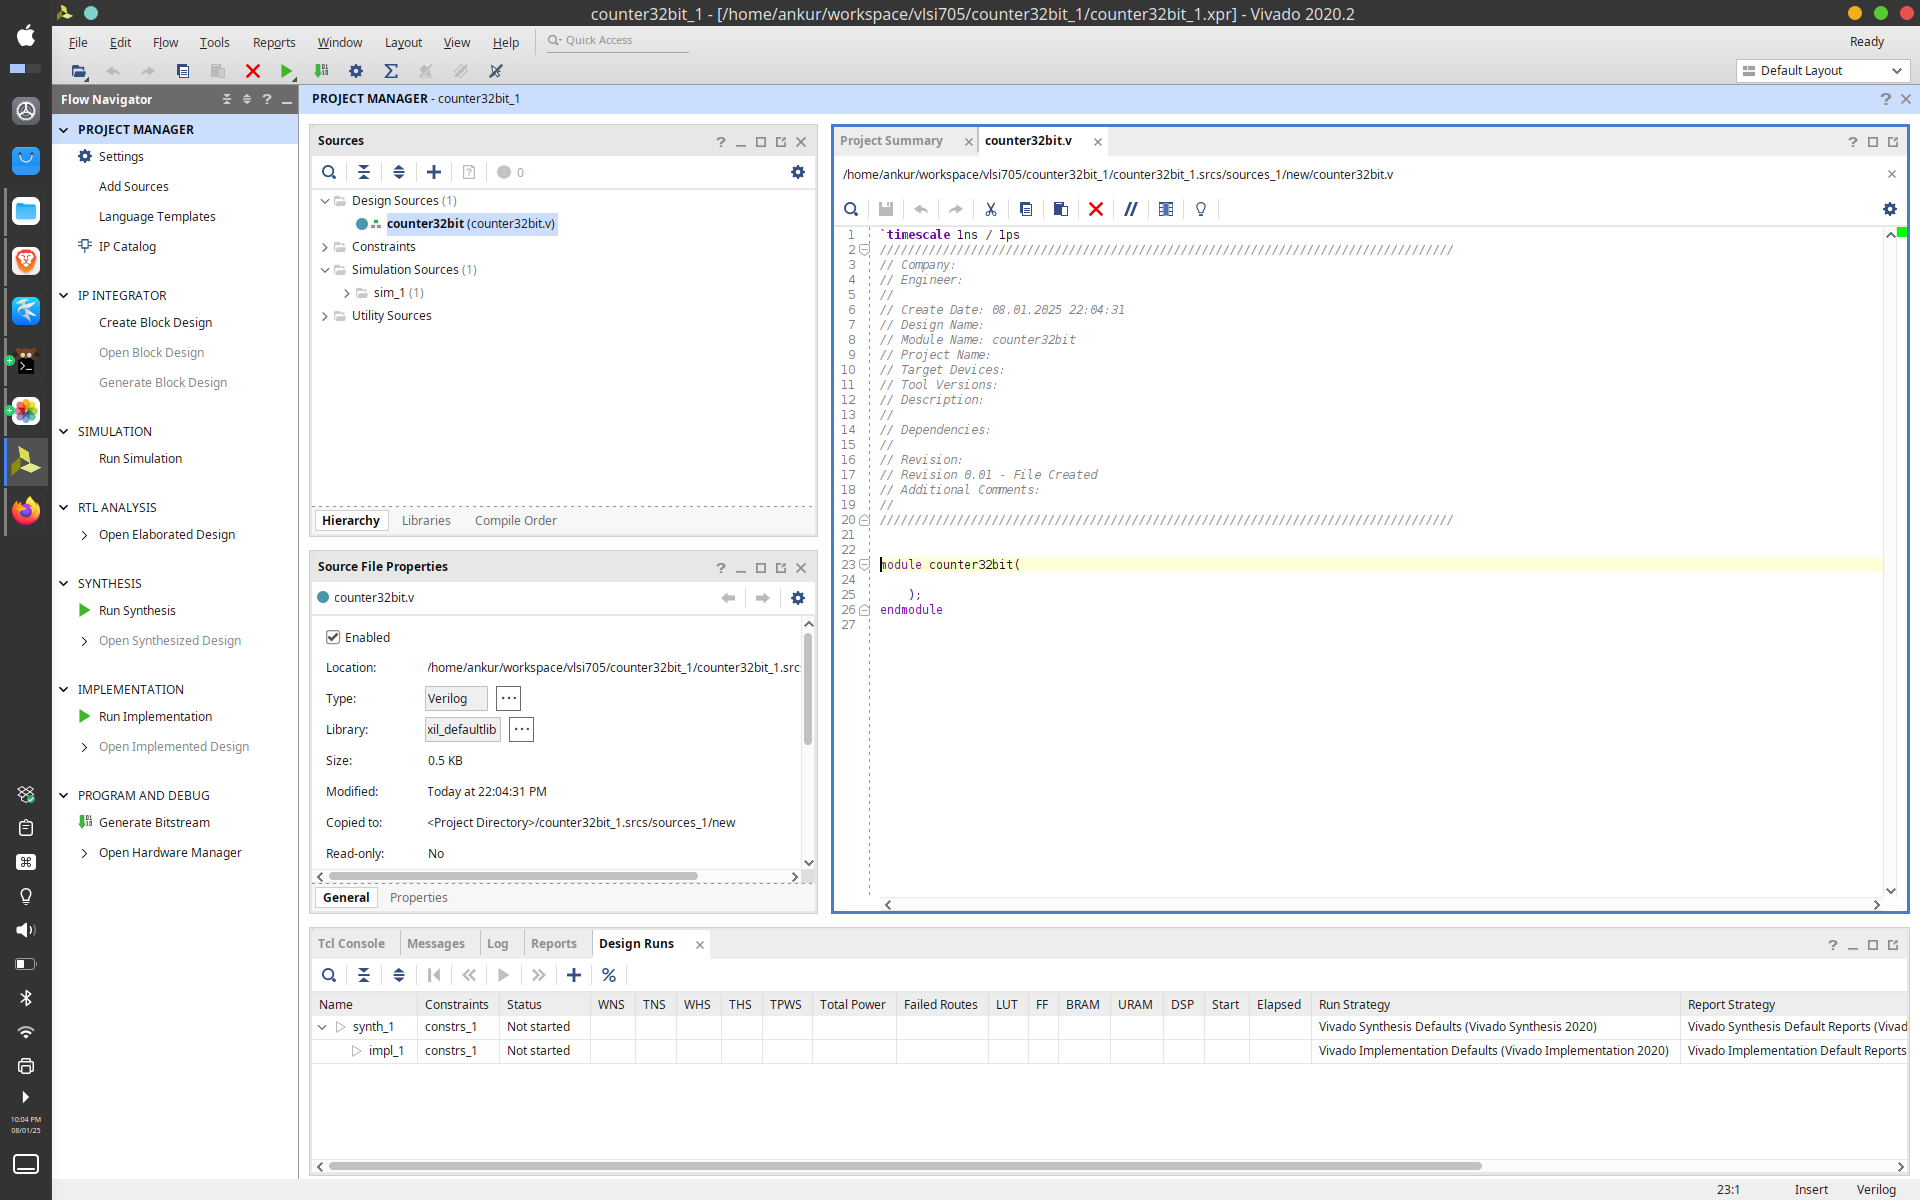 counter32bit_1 - [/home/ankur/workspace/vlsi705/counter32bit_1/counter32bit_1.xpr] - Vivado 2020.2
File Edit Flow Tools Reports Window Layout View Help Quick Access
Ready
Default Layout
Flow Navigator
PROJECT MANAGER
Settings
Add Sources
Language Templates
IP Catalog
IP INTEGRATOR
Create Block Design
Open Block Design
Generate Block Design
SIMULATION
Run Simulation
RTL ANALYSIS
Open Elaborated Design
SYNTHESIS
Run Synthesis
Open Synthesized Design
IMPLEMENTATION
Run Implementation
Open Implemented Design
PROGRAM AND DEBUG
Generate Bitstream
Open Hardware Manager
10:04 PM
08/01/25
PROJECT MANAGER - counter32bit_1
Sources
0
Design Sources (1)
counter32bit (counter32bit.v)
Constraints
Simulation Sources (1)
sim_1 (1)
Utility Sources
Hierarchy Libraries Compile Order
Source File Properties
counter32bit.v
Enabled
Location: /home/ankur/workspace/vlsi705/counter32bit_1/counter32bit_1.srcs
Type: Verilog
Library: xil_defaultlib
Size: 0.5 KB
Modified: Today at 22:04:31 PM
Copied to: <Project Directory>/counter32bit_1.srcs/sources_1/new
Read-only: No
General Properties
Project Summary counter32bit.v
/home/ankur/workspace/vlsi705/counter32bit_1/counter32bit_1.srcs/sources_1/new/counter32bit.v
1 `timescale 1ns / 1ps
2 //////////////////////////////////////////////////////////////////////////////////
3 // Company:
4 // Engineer:
5 //
6 // Create Date: 08.01.2025 22:04:31
7 // Design Name:
8 // Module Name: counter32bit
9 // Project Name:
10 // Target Devices:
11 // Tool Versions:
12 // Description:
13 //
14 // Dependencies:
15 //
16 // Revision:
17 // Revision 0.01 - File Created
18 // Additional Comments:
19 //
20 //////////////////////////////////////////////////////////////////////////////////
21
22
23 module counter32bit(
24
25 );
26 endmodule
27
Tcl Console Messages Log Reports Design Runs
Name Constraints Status WNS TNS WHS THS TPWS Total Power Failed Routes LUT FF BRAM URAM DSP Start Elapsed Run Strategy Report Strategy
synth_1 constrs_1 Not started Vivado Synthesis Defaults (Vivado Synthesis 2020) Vivado Synthesis Default Reports (Vivad
impl_1 constrs_1 Not started Vivado Implementation Defaults (Vivado Implementation 2020) Vivado Implementation Default Reports
23:1 Insert Verilog